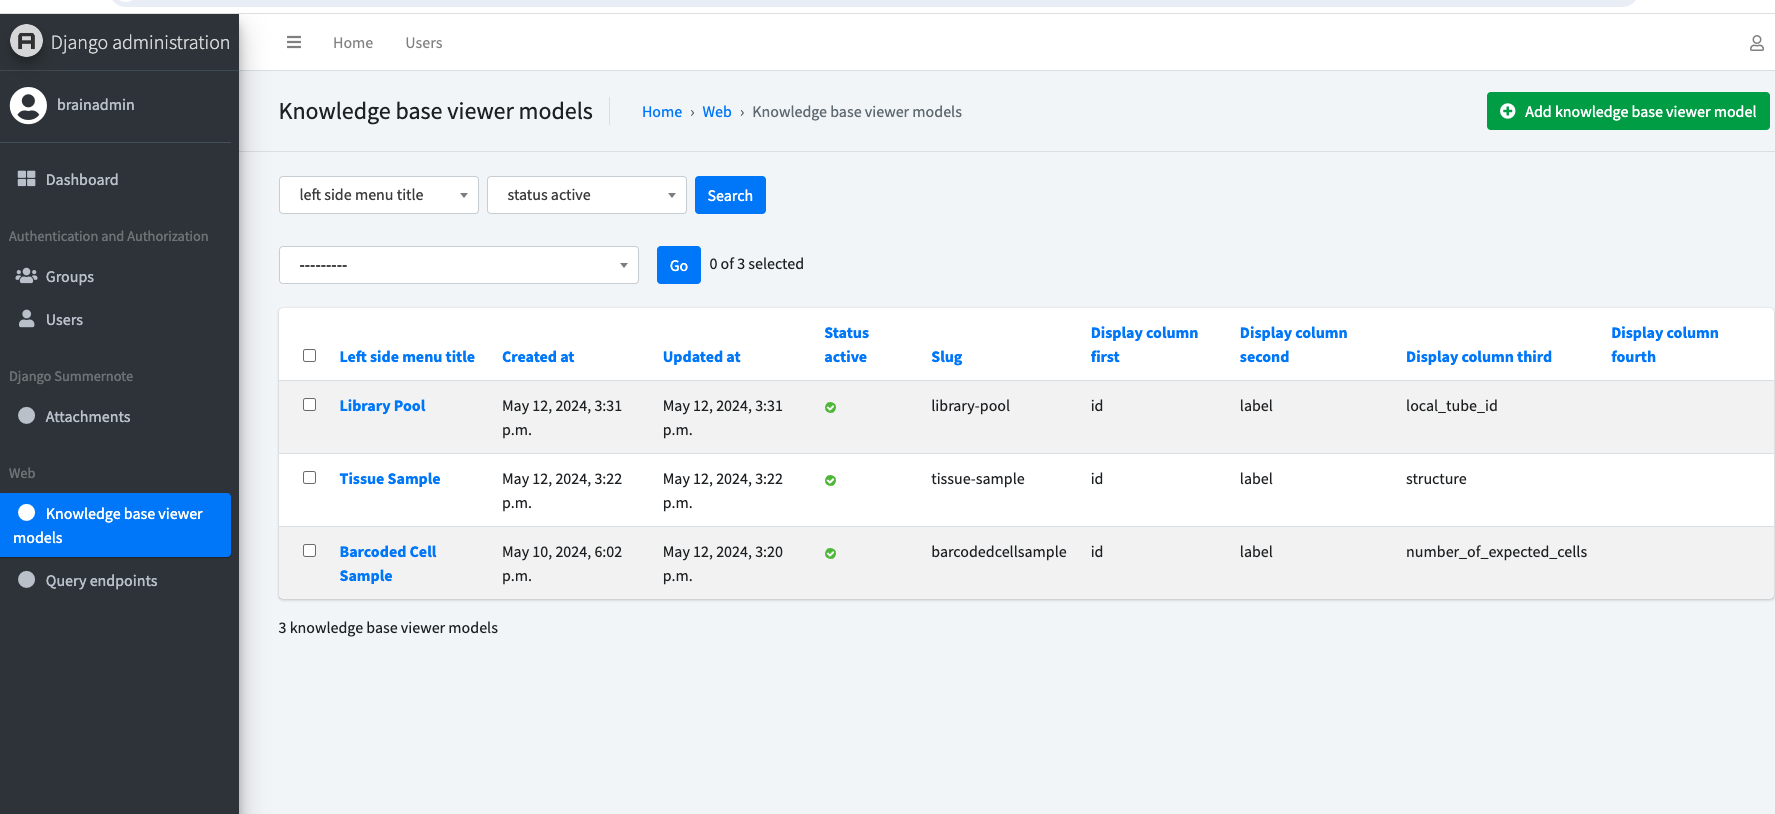 Django administration
Home Users
brainadmin
Knowledge base viewer models
Home › Web › Knowledge base viewer models
Add knowledge base viewer model
Dashboard
left side menu title
status active
Search
Authentication and Authorization
Groups
Users
---------
Go
0 of 3 selected
Django Summernote
Attachments
Web
Knowledge base viewer
models
Query endpoints
Left side menu title Created at Updated at Status active Slug Display column first Display column second Display column third Display column fourth
Library Pool May 12, 2024, 3:31 p.m. May 12, 2024, 3:31 p.m. library-pool id label local_tube_id
Tissue Sample May 12, 2024, 3:22 p.m. May 12, 2024, 3:22 p.m. tissue-sample id label structure
Barcoded Cell Sample May 10, 2024, 6:02 p.m. May 12, 2024, 3:20 p.m. barcodedcellsample id label number_of_expected_cells
3 knowledge base viewer models